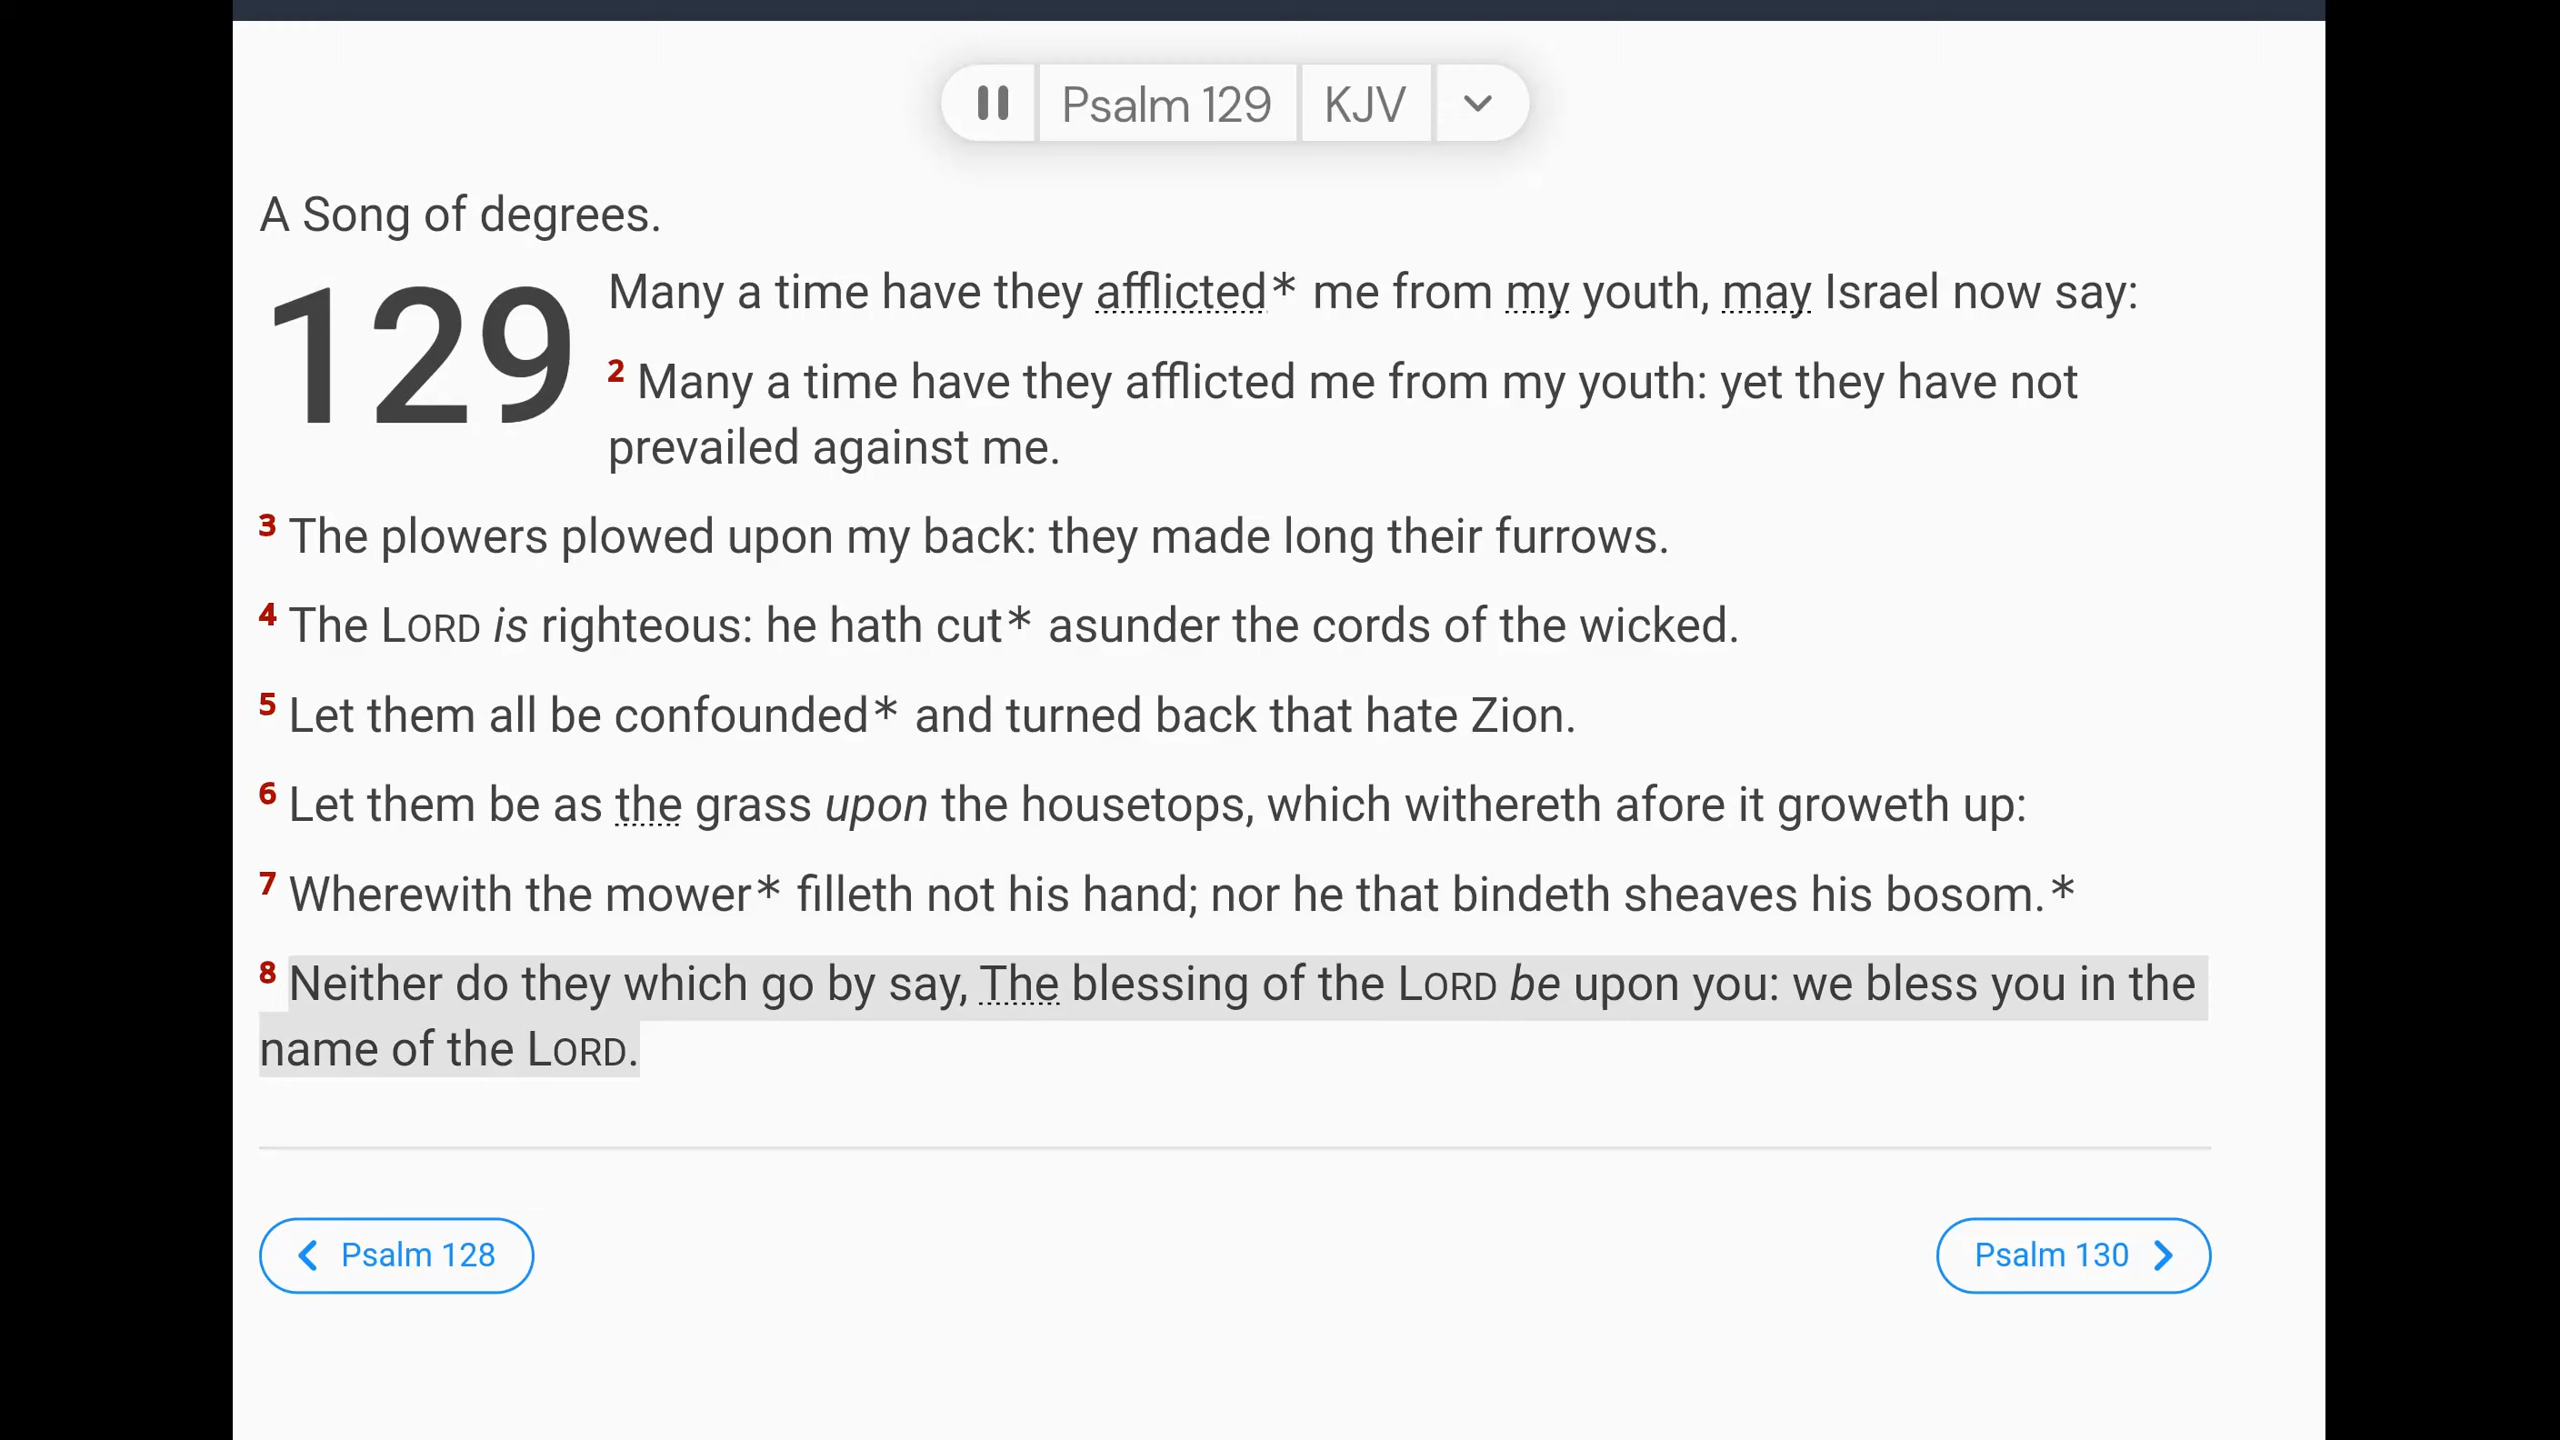 Psalm 129 KJV
A Song of degrees.
129 Many a time have they afflicted* me from my youth, may Israel now say:
2 Many a time have they afflicted me from my youth: yet they have not
prevailed against me.
3 The plowers plowed upon my back: they made long their furrows.
4 The LORD is righteous: he hath cut* asunder the cords of the wicked.
5 Let them all be confounded* and turned back that hate Zion.
6 Let them be as the grass upon the housetops, which withereth afore it groweth up:
7 Wherewith the mower* filleth not his hand; nor he that bindeth sheaves his bosom.*
8 Neither do they which go by say, The blessing of the LORD be upon you: we bless you in the
name of the LORD.
Psalm 128
Psalm 130